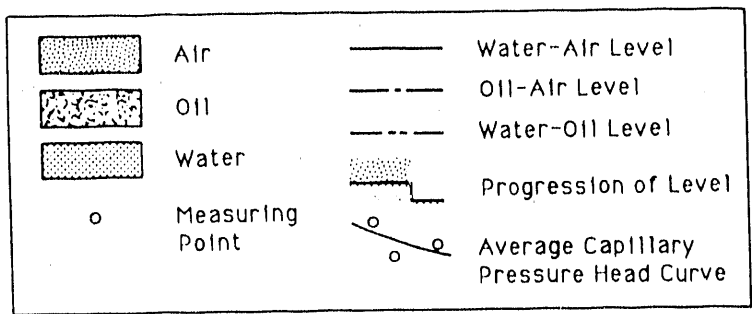 Air
Oil
Water
Measuring
Point
Water-Air Level
Oil-Air Level
Water-Oil Level
Progression of Level
Average Capillary
Pressure Head Curve